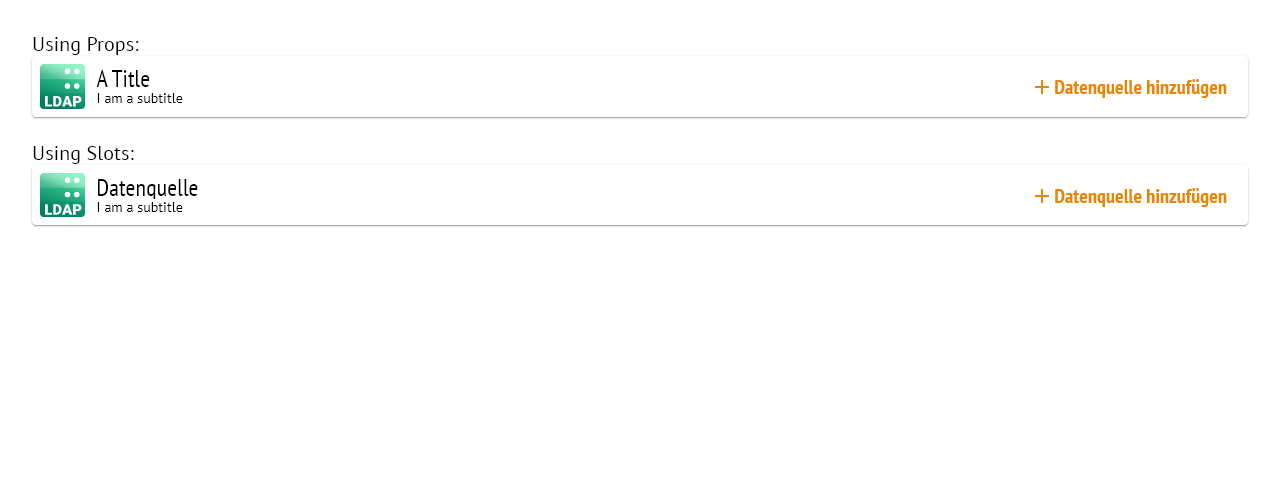 Using Props:
LDAP
A Title
I am a subtitle
Datenquelle hinzufügen
Using Slots:
LDAP
Datenquelle
I am a subtitle
Datenquelle hinzufügen